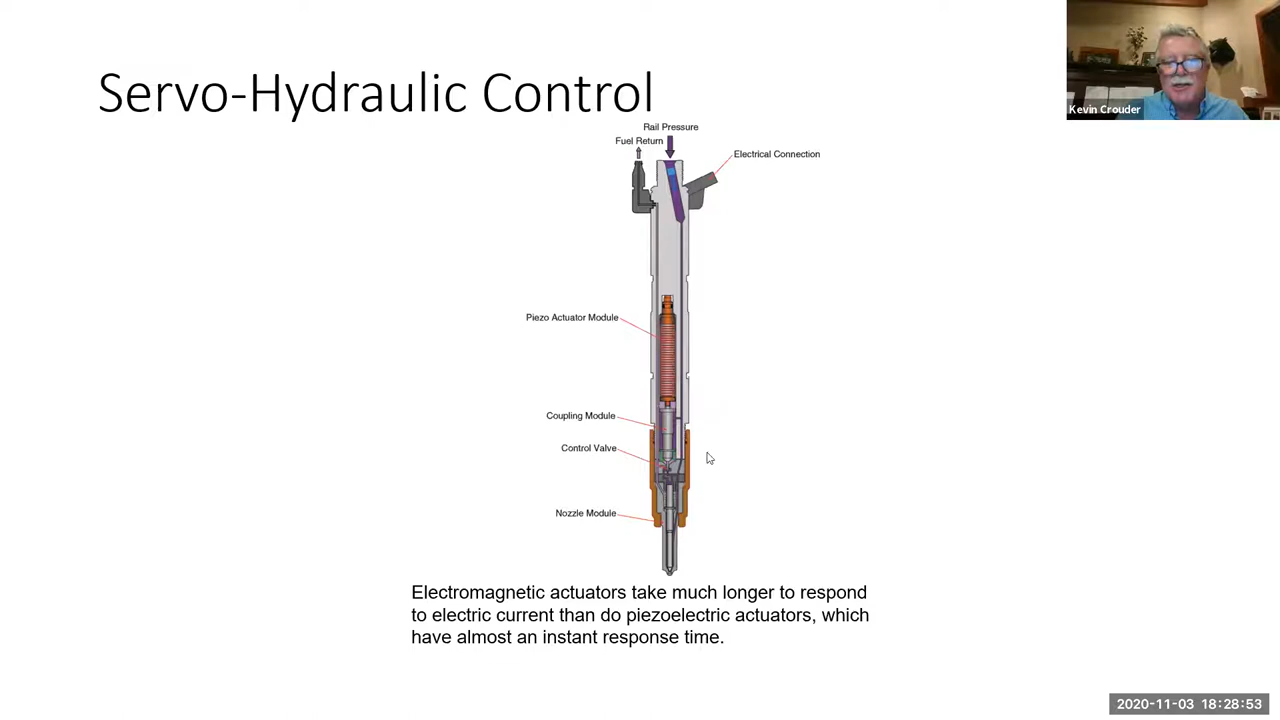 Servo-Hydraulic Control
Kevin Crouder
Rail Pressure
Fuel Return
Electrical Connection
Piezo Actuator Module
Coupling Module
Control Valve
Nozzle Module
Electromagnetic actuators take much longer to respond
to electric current than do piezoelectric actuators, which
have almost an instant response time.
2020-11-03 18:28:53